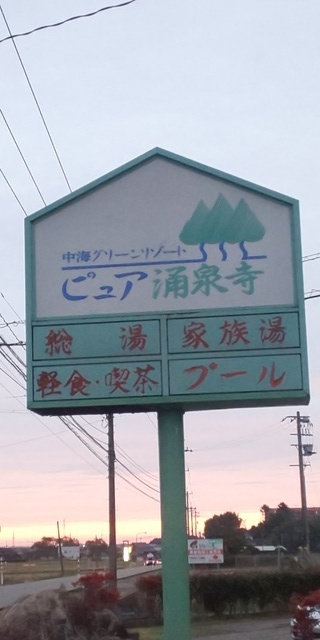 中海グリーンリゾート
ピュア涌泉寺
総湯 家族湯
軽食・喫茶 プール